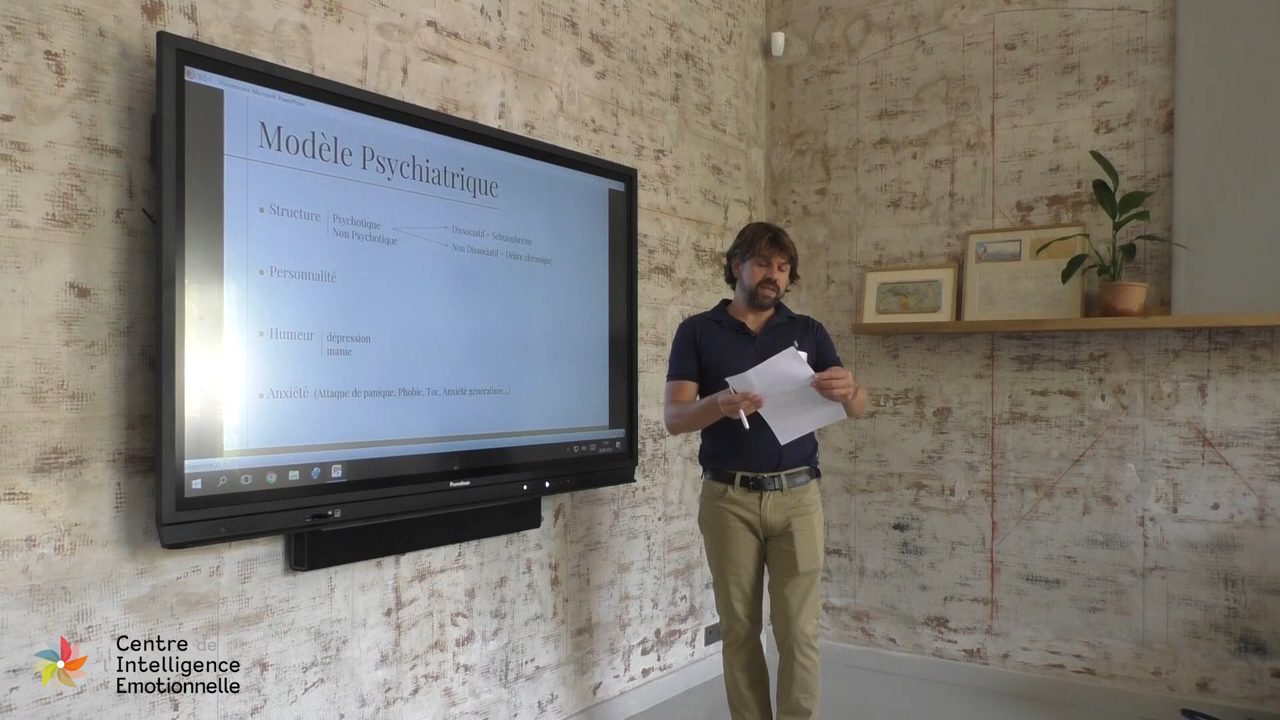 Modèle Psychiatrique
• Structure
Psychotique
Non Psychotique
Dissociatif = Schizophrénie
Non Dissociatif = Délire chronique
• Personnalité
• Humeur
dépression
manie
• Anxiété (Attaque de panique, Phobie, Toc, Anxiété généralisée...)
Promethean
Centre de
Intelligence
Emotionnelle